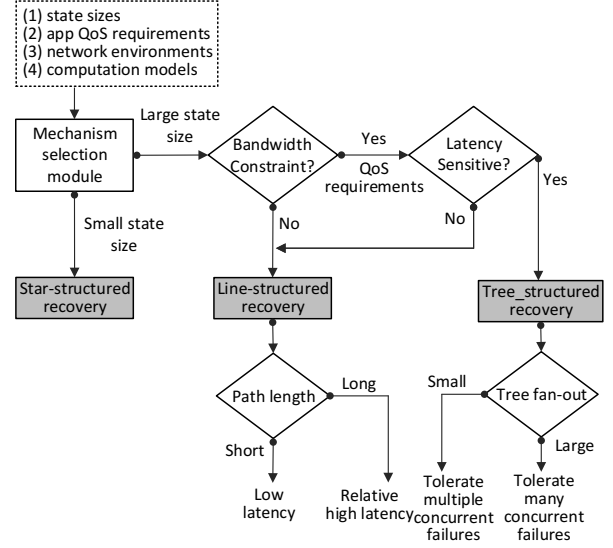 (1) state sizes
(2) app QoS requirements
(3) network environments
(4) computation models
Mechanism
selection
module
Large state
size
Bandwidth
Constraint?
Yes
QoS
requirements
Latency
Sensitive?
Yes
No
No
Small state
size
Star-structured
recovery
Line-structured
recovery
Tree_structured
recovery
Path length
Long
Short
Small
Tree fan-out
Large
Low
latency
Relative
high latency
Tolerate
multiple
concurrent
failures
Tolerate
many
concurrent
failures